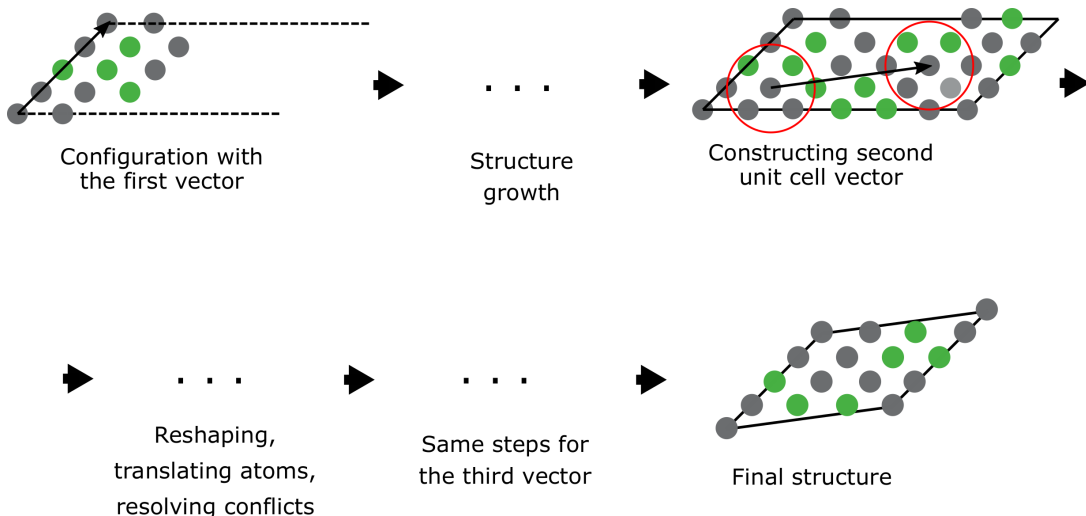 Configuration with
the first vector
. . .
Structure
growth
Constructing second
unit cell vector
. . .
Reshaping,
translating atoms,
resolving conflicts
. . .
Same steps for
the third vector
Final structure